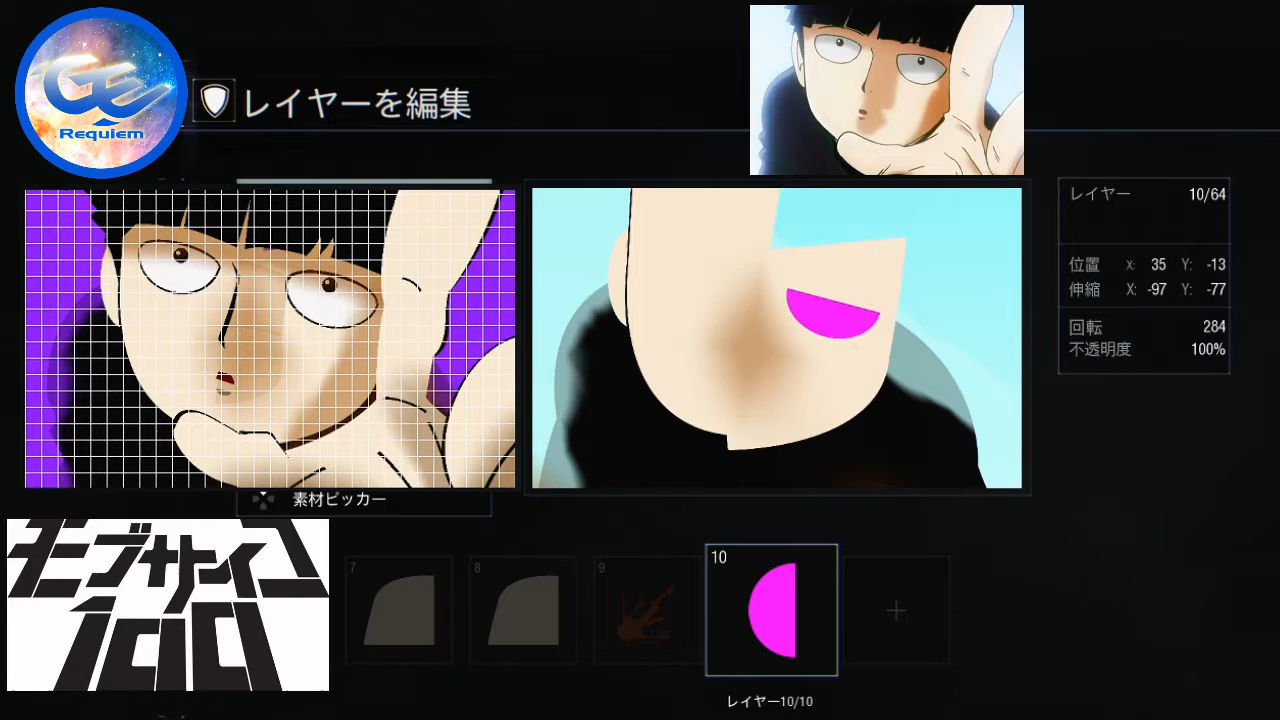 GE
Requiem
レイヤーを編集
レイヤー 10/64
位置 X: 35 Y: -13
伸縮 X: -97 Y: -77
回転 284
不透明度 100%
素材ピッカー
モブサイコ
100
7
8
9
10
レイヤー10/10